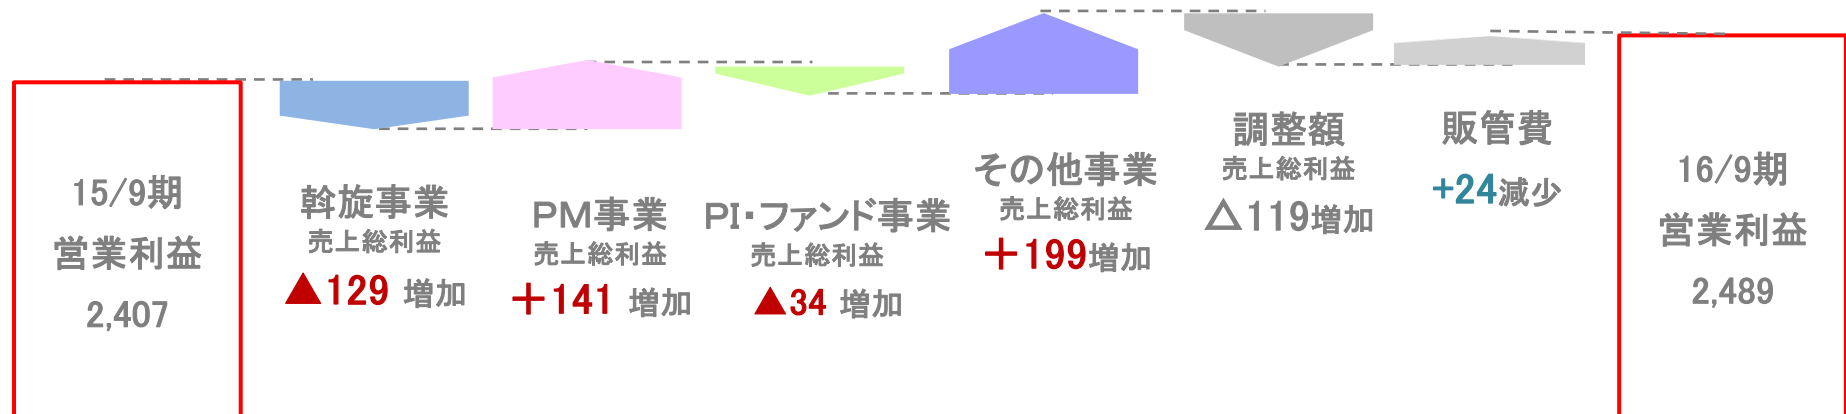 15/9期
営業利益
2,407
斡旋事業
売上総利益
▲129 増加
PM事業
売上総利益
＋141 増加
PI・ファンド事業
売上総利益
▲34 増加
その他事業
売上総利益
＋199増加
調整額
売上総利益
△119増加
販管費
+24減少
16/9期
営業利益
2,489